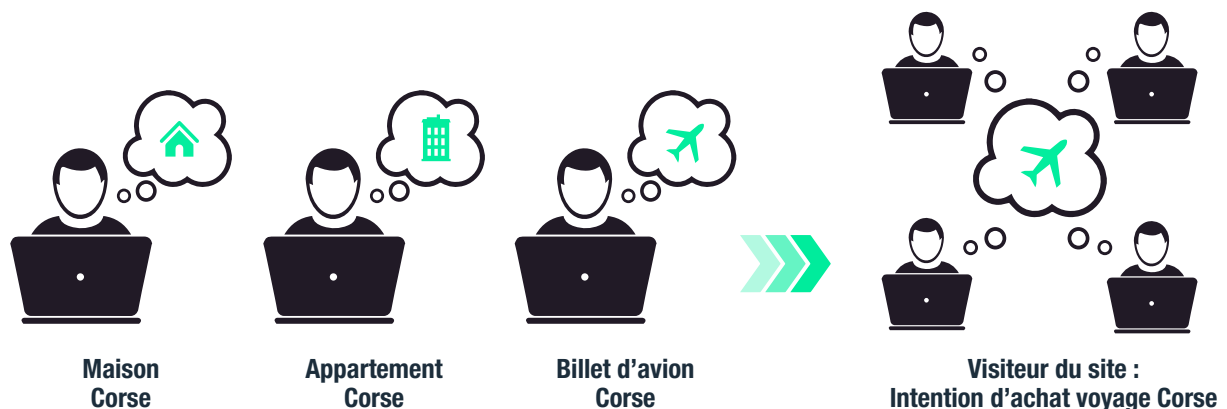 Maison
Corse
Appartement
Corse
Billet d’avion
Corse
Visiteur du site :
Intention d’achat voyage Corse